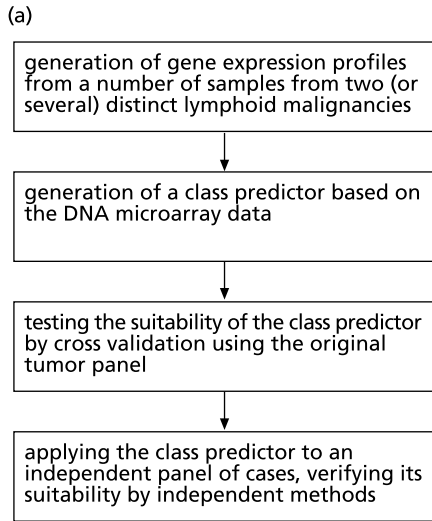 (a)
generation of gene expression profiles
from a number of samples from two (or
several) distinct lymphoid malignancies
generation of a class predictor based on
the DNA microarray data
testing the suitability of the class predictor
by cross validation using the original
tumor panel
applying the class predictor to an
independent panel of cases, verifying its
suitability by independent methods